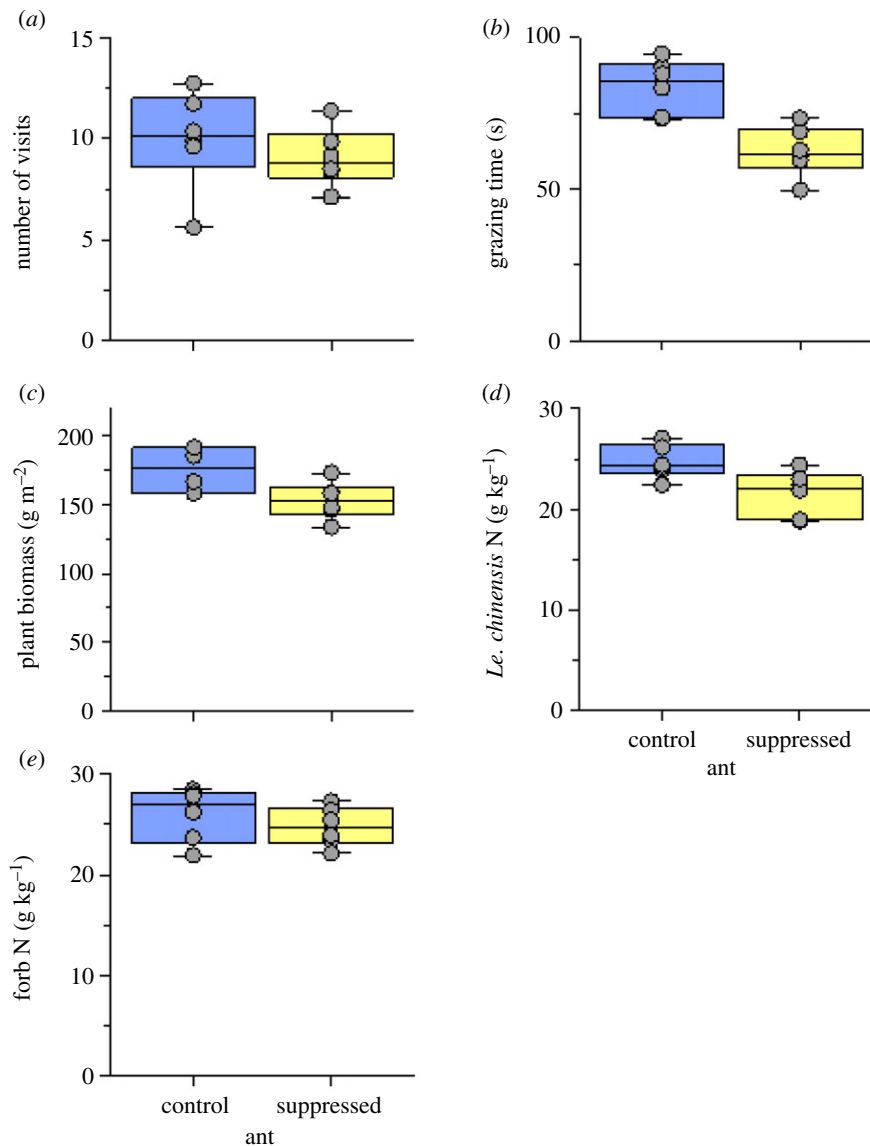 (a)
15
10
5
0
number of visits
(b)
100
50
0
grazing time (s)
(c)
200
150
100
50
0
plant biomass (g m⁻²)
(d)
30
20
10
0
Le. chinensis N (g kg⁻¹)
control suppressed
ant
(e)
30
20
10
0
forb N (g kg⁻¹)
control suppressed
ant